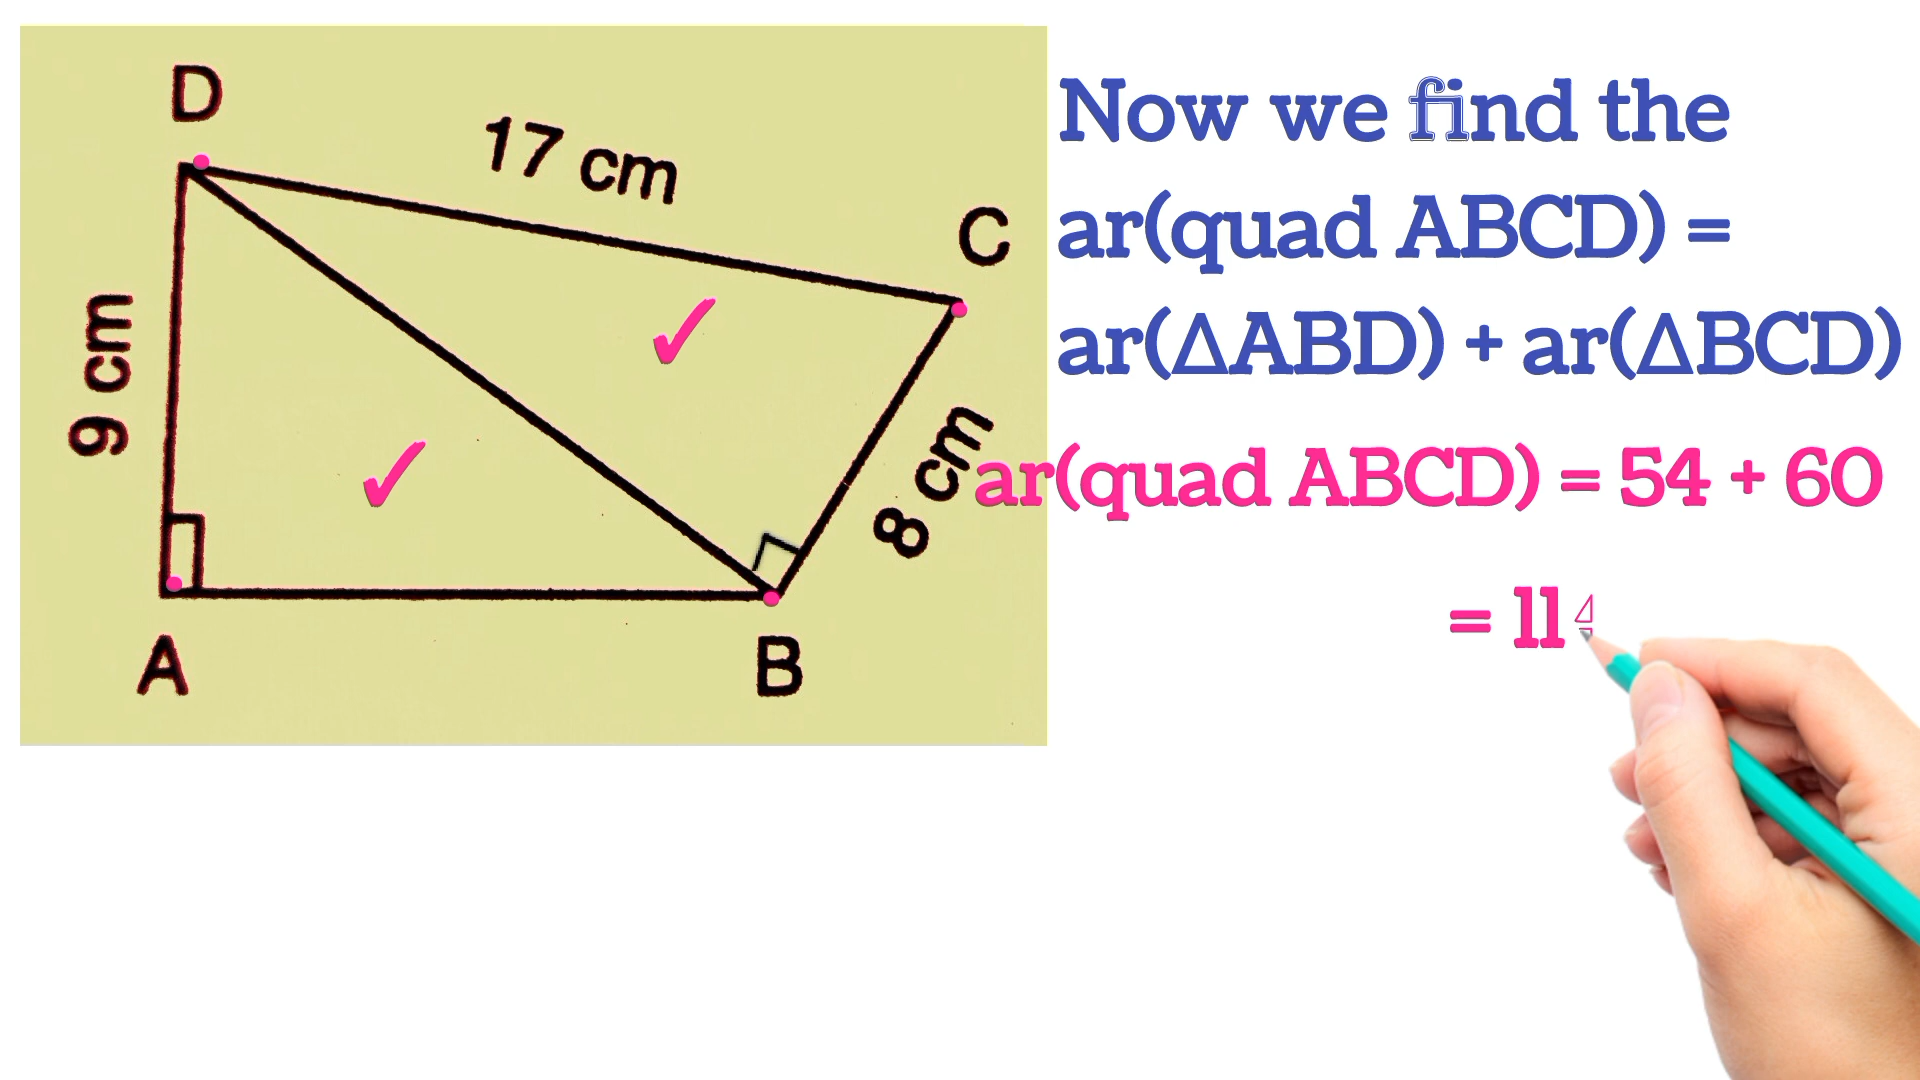 D
17 cm
C
9 cm
8 cm
A
B
Now we find the
ar(quad ABCD) =
ar(ΔABD) + ar(ΔBCD)
ar(quad ABCD) = 54 + 60
= 114